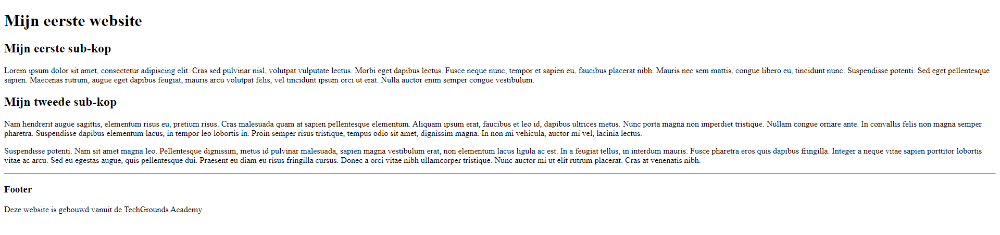 Mijn eerste website
Mijn eerste sub-kop
Lorem ipsum dolor sit amet, consectetur adipiscing elit. Cras sed pulvinar nisl, volutpat vulputate lectus. Morbi eget dapibus lectus. Fusce neque nunc, tempor et sapien eu, faucibus placerat nibh. Mauris nec sem mattis, congue libero eu, tincidunt nunc. Suspendisse potenti. Sed eget pellentesque
sapien. Maecenas rutrum, augue eget dapibus feugiat, mauris arcu volutpat felis, vel tincidunt ipsum orci ut erat. Nulla auctor enim semper congue vestibulum.
Mijn tweede sub-kop
Nam hendrerit augue sagittis, elementum risus eu, pretium risus. Cras malesuada quam at sapien pellentesque elementum. Aliquam ipsum erat, faucibus et leo id, dapibus ultrices metus. Nunc porta magna non imperdiet tristique. Nullam congue ornare ante. In convallis felis non magna semper
pharetra. Suspendisse dapibus elementum lacus, in tempor leo lobortis in. Proin semper risus tristique, tempus odio sit amet, dignissim magna. In non mi vehicula, auctor mi vel, lacinia lectus.
Suspendisse potenti. Nam sit amet magna leo. Pellentesque dignissim, metus id pulvinar malesuada, sapien magna vestibulum erat, non elementum lacus ligula ac est. In a feugiat tellus, in interdum mauris. Fusce pharetra eros quis dapibus fringilla. Integer a neque vitae sapien porttitor lobortis
vitae ac arcu. Sed eu egestas augue, quis pellentesque dui. Praesent eu diam eu risus fringilla cursus. Donec a orci vitae nibh ullamcorper tristique. Nunc auctor mi ut elit rutrum placerat. Cras at venenatis nibh.
Footer
Deze website is gebouwd vanuit de TechGrounds Academy